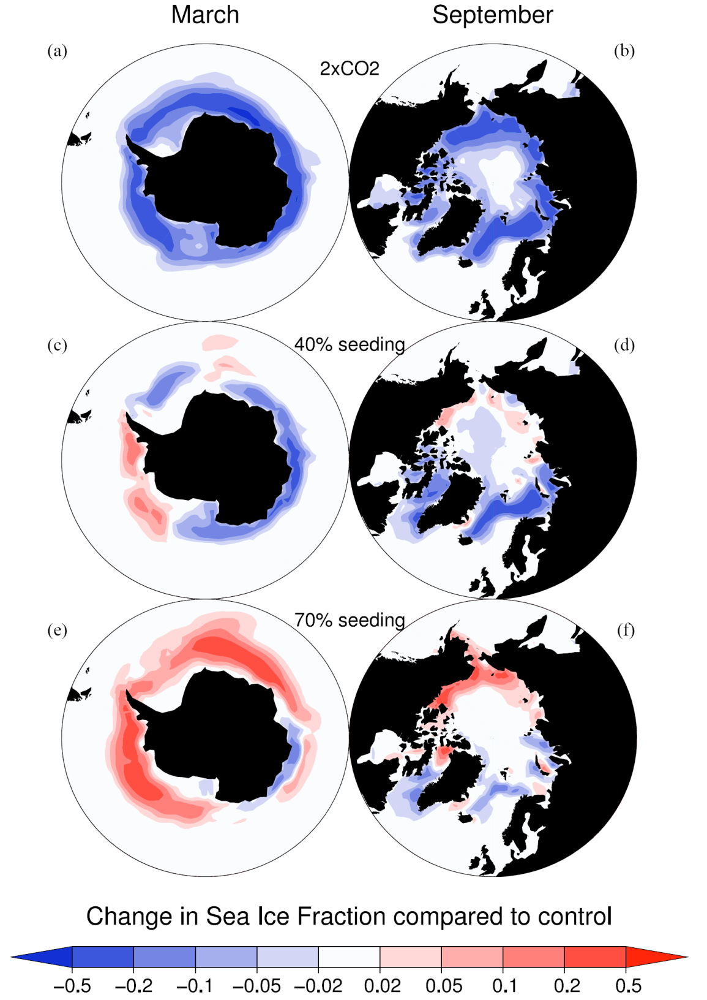 March September
(a) (b)
2xCO2
(c) 40% seeding (d)
70% seeding
(e) (f)
Change in Sea Ice Fraction compared to control
−0.5 −0.2 −0.1 −0.05 −0.02 0.02 0.05 0.1 0.2 0.5